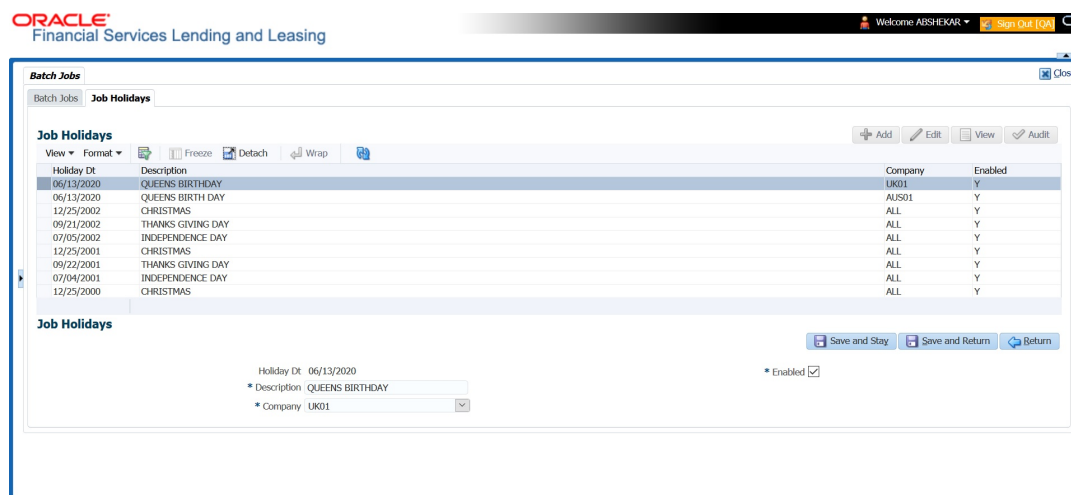 ORACLE'
Financial Services Lending and Leasing
Welcome ABSHEKAR
Sign Out [QA]
Batch Jobs
Clos
Batch Jobs Job Holidays
Job Holidays
Add Edit View Audit
View Format Freeze Detach Wrap
Holiday Dt Description Company Enabled
06/13/2020 QUEENS BIRTHDAY UK01 Y
06/13/2020 QUEENS BIRTH DAY AUS01 Y
12/25/2002 CHRISTMAS ALL Y
09/21/2002 THANKS GIVING DAY ALL Y
07/05/2002 INDEPENDENCE DAY ALL Y
12/25/2001 CHRISTMAS ALL Y
09/22/2001 THANKS GIVING DAY ALL Y
07/04/2001 INDEPENDENCE DAY ALL Y
12/25/2000 CHRISTMAS ALL Y
Job Holidays
Save and Stay Save and Return Return
Holiday Dt 06/13/2020 * Enabled
* Description QUEENS BIRTHDAY
* Company UK01